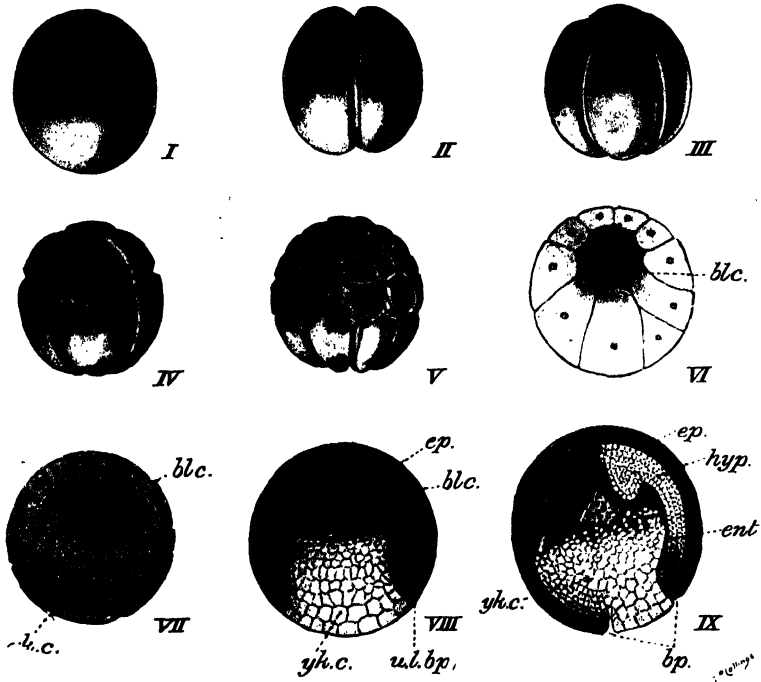 I
II
III
IV
V
VI
blc.
VII
blc.
VIII
ep.
blc.
yk.c.
u.l.bp.
IX
ep.
hyp.
ent
yk.c.
bp.